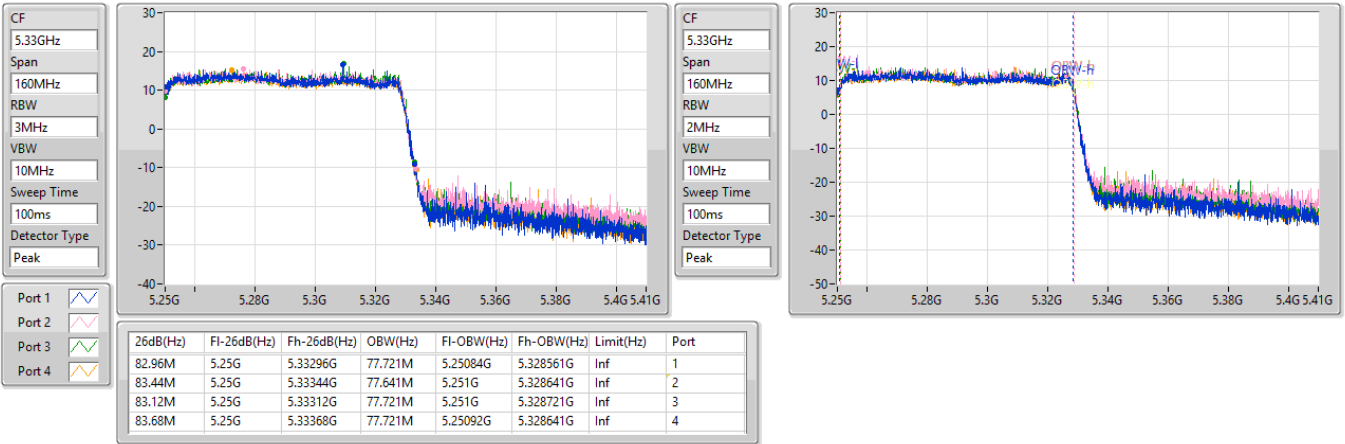 CF
5.33GHz
Span
160MHz
RBW
3MHz
VBW
10MHz
Sweep Time
100ms
Detector Type
Peak
30
20
10
0
-10
-20
-30
-40
5.25G 5.28G 5.3G 5.32G 5.34G 5.36G 5.38G 5.4G 5.41G
CF
5.33GHz
Span
160MHz
RBW
2MHz
VBW
10MHz
Sweep Time
100ms
Detector Type
Peak
30
20
10
0
-10
-20
-30
-40
-50
OBW-h
5.25G 5.28G 5.3G 5.32G 5.34G 5.36G 5.38G 5.4G 5.41G
Port 1
Port 2
Port 3
Port 4
26dB(Hz) Fl-26dB(Hz) Fh-26dB(Hz) OBW(Hz) Fl-OBW(Hz) Fh-OBW(Hz) Limit(Hz) Port
82.96M 5.25G 5.33296G 77.721M 5.25084G 5.328561G Inf 1
83.44M 5.25G 5.33344G 77.641M 5.251G 5.328641G Inf 2
83.12M 5.25G 5.33312G 77.721M 5.251G 5.328721G Inf 3
83.68M 5.25G 5.33368G 77.721M 5.25092G 5.328641G Inf 4